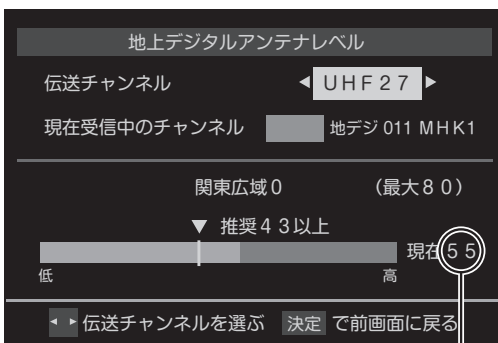 地上デジタルアンテナレベル
伝送チャンネル ◀ UHF27 ▶
現在受信中のチャンネル 地デジ 011 MHK1
関東広域0 (最大80)
▼ 推奨43以上
現在55
低 高
◀ ▶ 伝送チャンネルを選ぶ 決定 で前画面に戻る